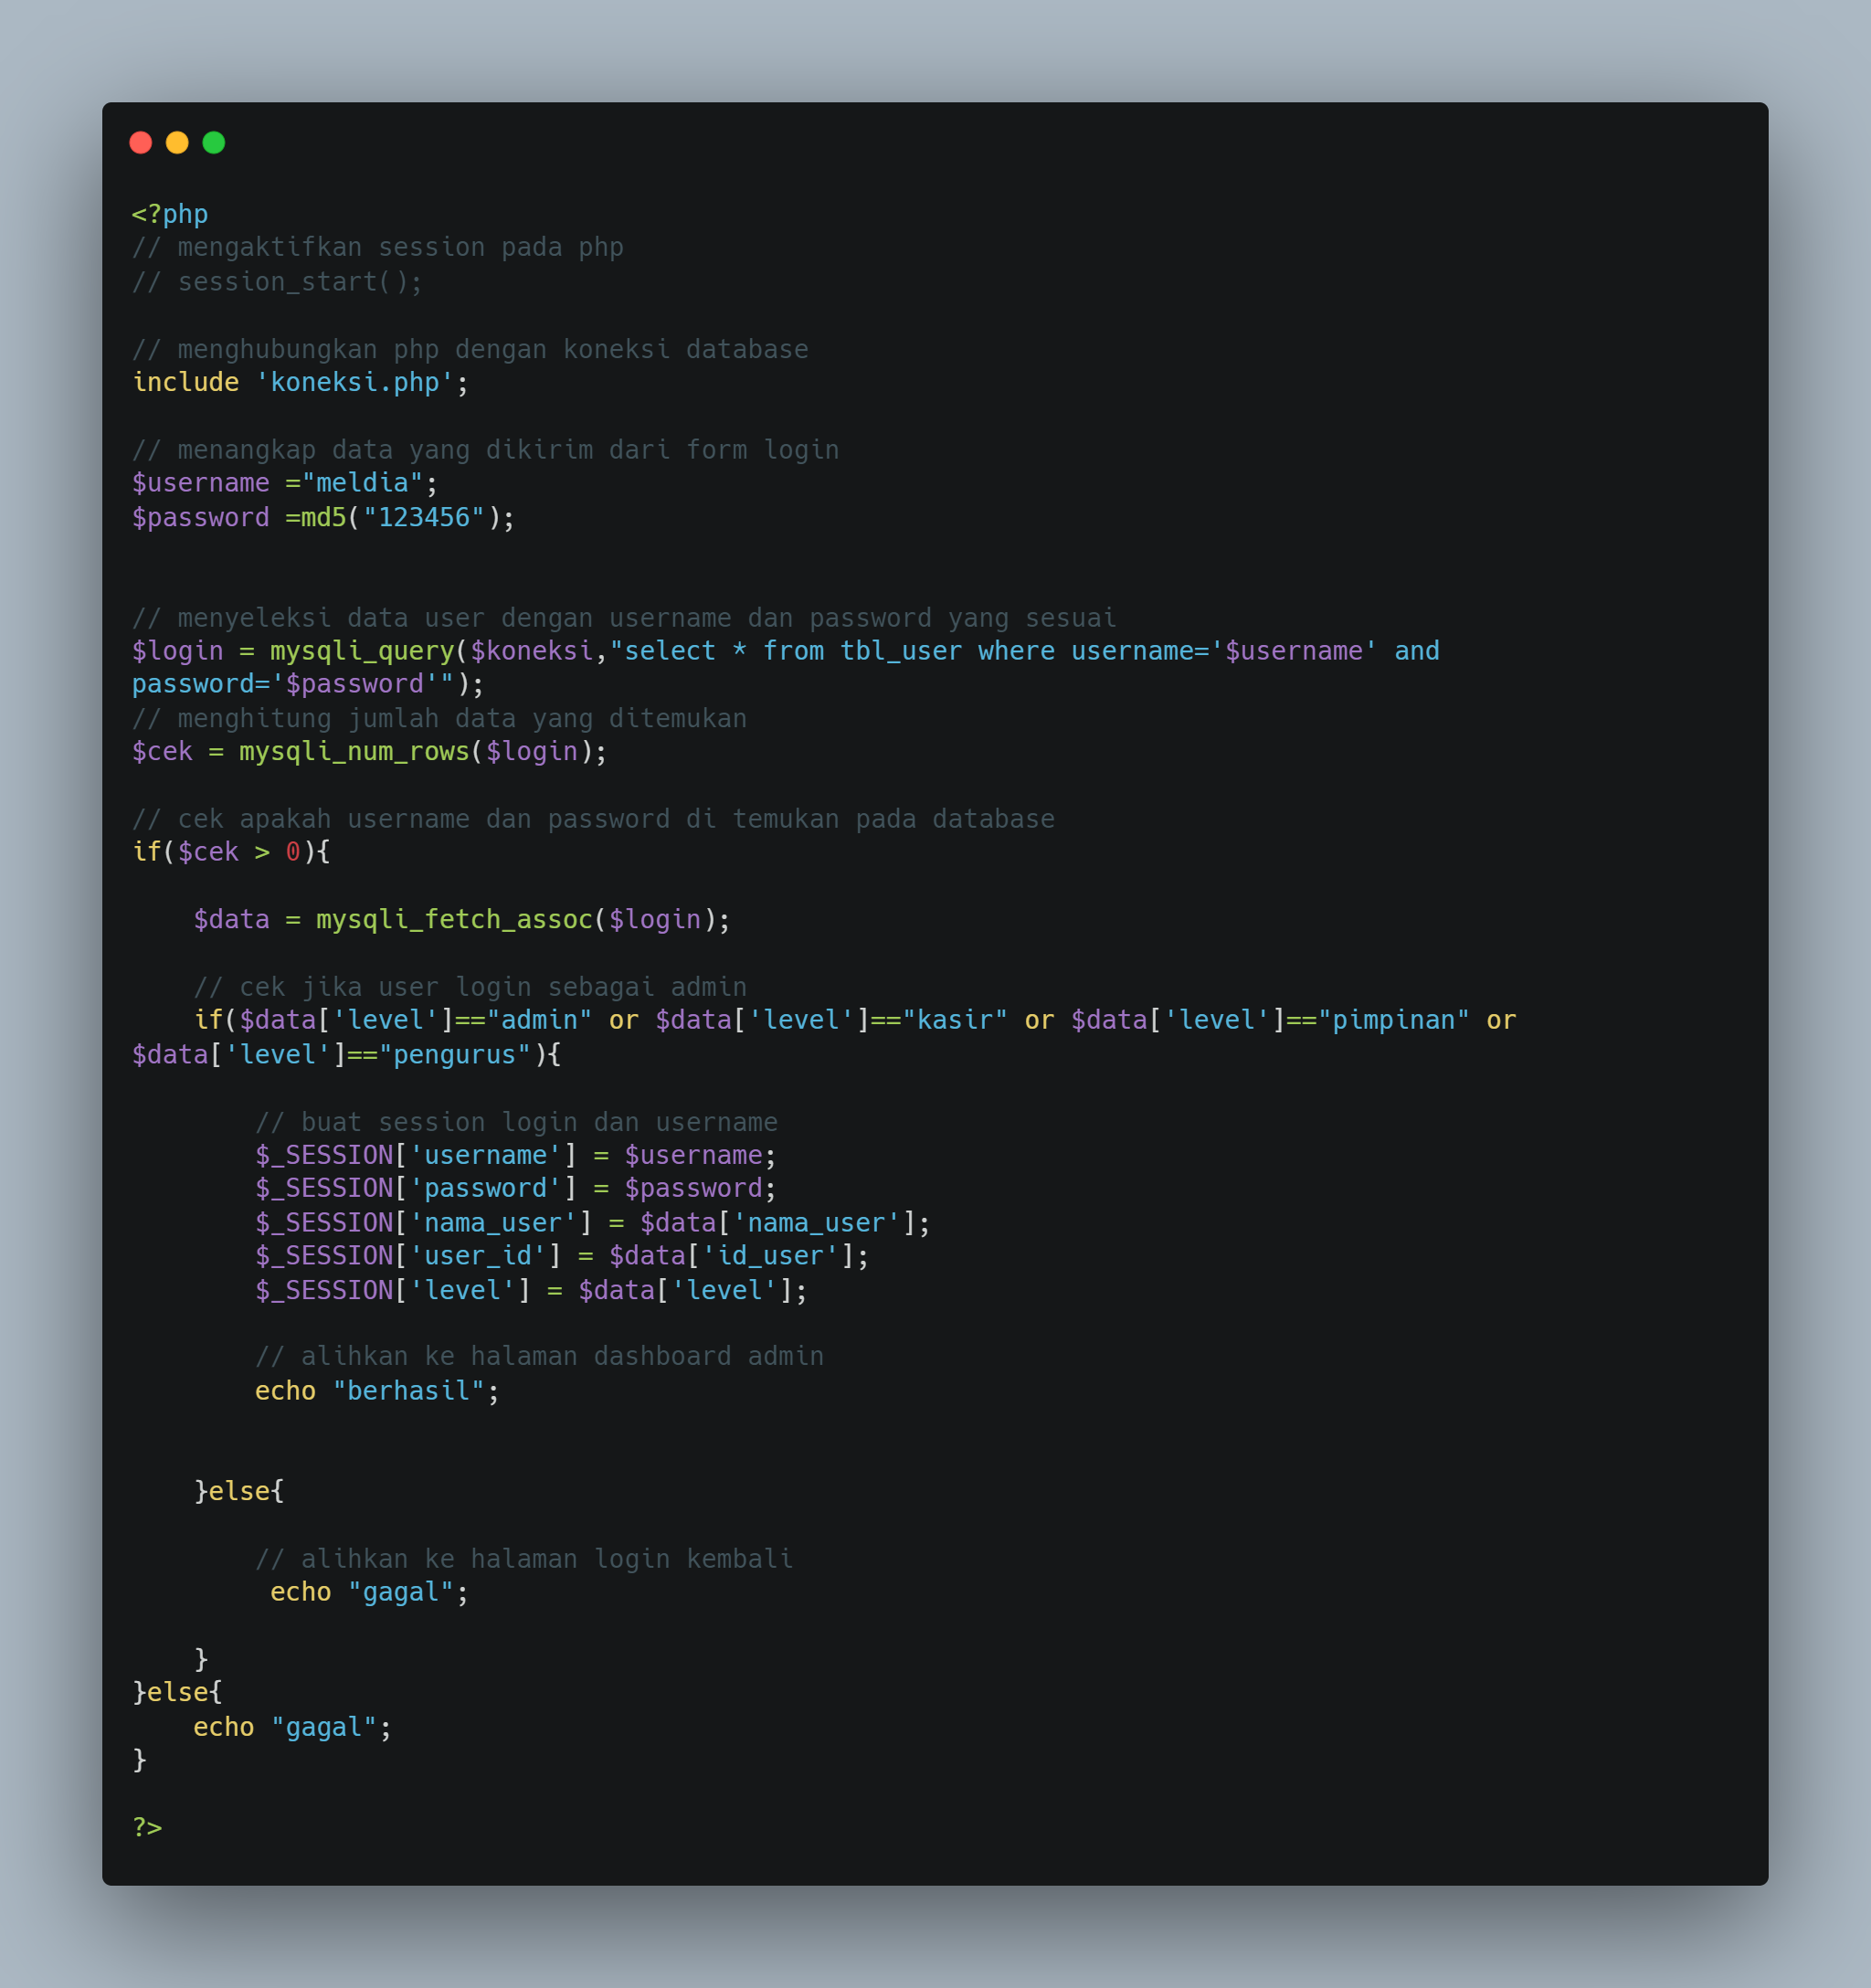 <?php
// mengaktifkan session pada php
// session_start();
// menghubungkan php dengan koneksi database
include 'koneksi.php';
// menangkap data yang dikirim dari form login
$username ="meldia";
$password =md5("123456");
// menyeleksi data user dengan username dan password yang sesuai
$login = mysqli_query($koneksi,"select * from tbl_user where username='$username' and
password='$password'");
// menghitung jumlah data yang ditemukan
$cek = mysqli_num_rows($login);
// cek apakah username dan password di temukan pada database
if($cek > 0){
    $data = mysqli_fetch_assoc($login);
    // cek jika user login sebagai admin
    if($data['level']=="admin" or $data['level']=="kasir" or $data['level']=="pimpinan" or
$data['level']=="pengurus"){
        // buat session login dan username
        $_SESSION['username'] = $username;
        $_SESSION['password'] = $password;
        $_SESSION['nama_user'] = $data['nama_user'];
        $_SESSION['user_id'] = $data['id_user'];
        $_SESSION['level'] = $data['level'];
        // alihkan ke halaman dashboard admin
        echo "berhasil";
    }else{
        // alihkan ke halaman login kembali
         echo "gagal";
    }
}else{
    echo "gagal";
}
?>